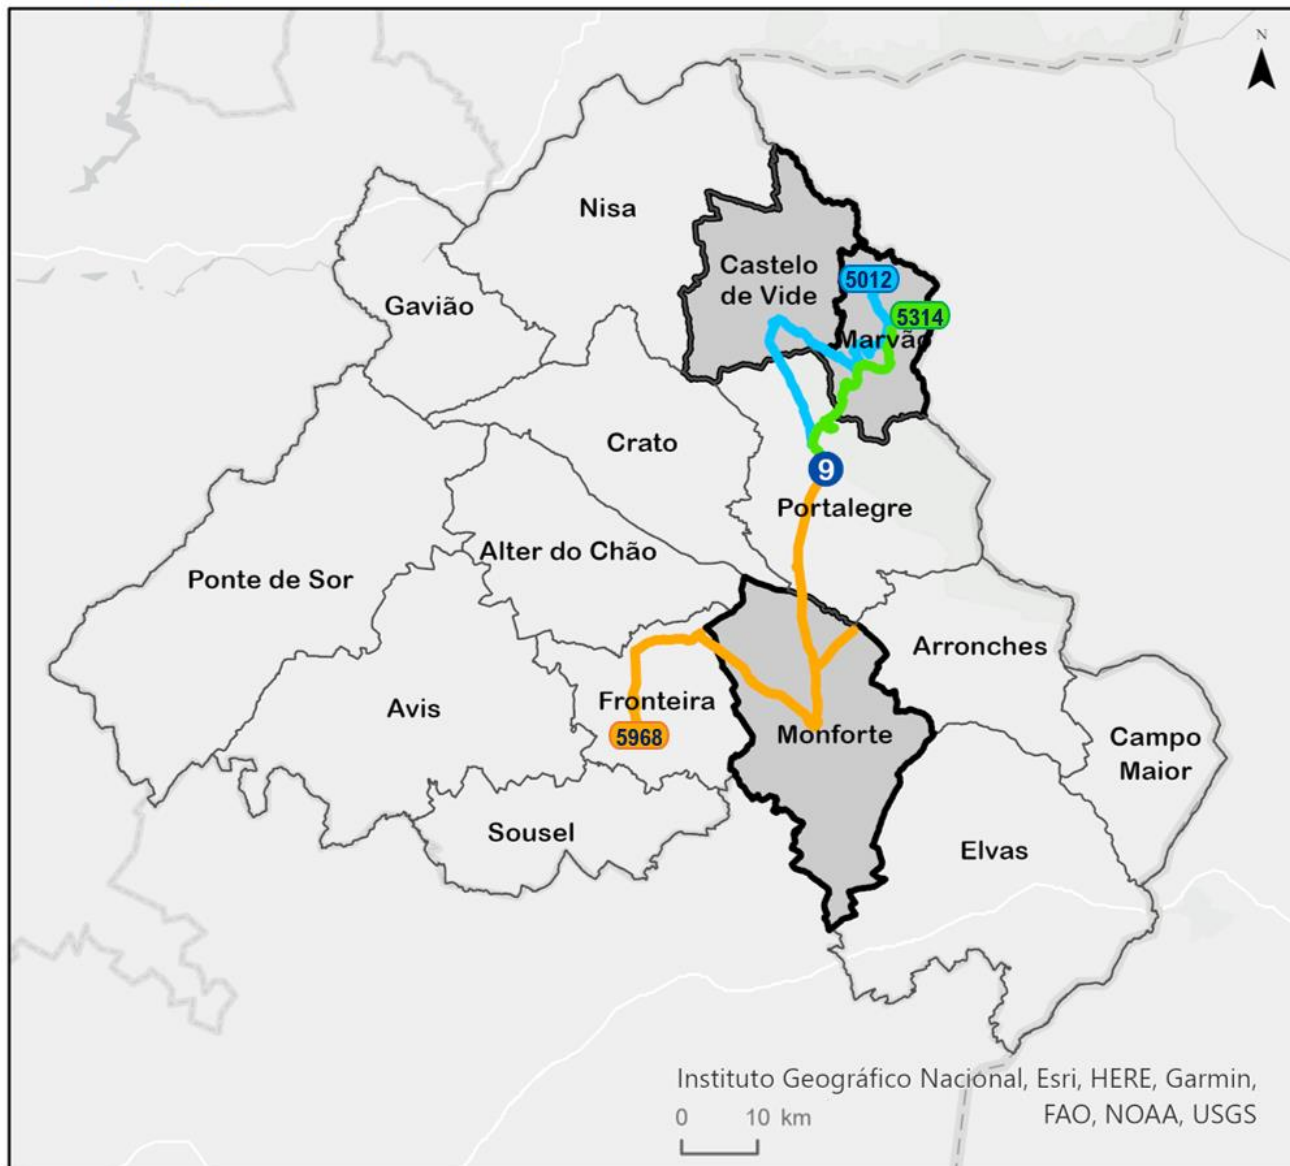 N
Nisa
Castelo
de Vide
5012
Gavião
5314
Marvão
Crato
9
Portalegre
Alter do Chão
Ponte de Sor
Arronches
Fronteira
Avis
5968
Monforte
Campo
Maior
Sousel
Elvas
Instituto Geográfico Nacional, Esri, HERE, Garmin,
FAO, NOAA, USGS
0 10 km